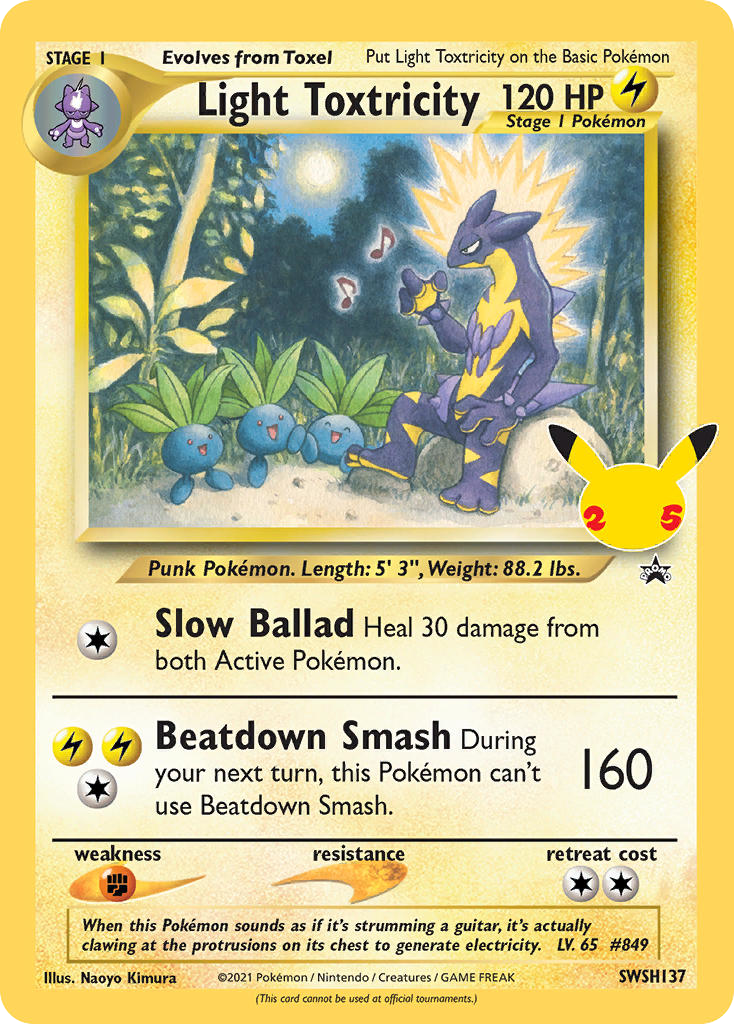 STAGE 1 Evolves from Toxel Put Light Toxtricity on the Basic Pokémon
Light Toxtricity 120 HP
Stage 1 Pokémon
2 5
PROMO
Punk Pokémon. Length: 5' 3", Weight: 88.2 lbs.
Slow Ballad Heal 30 damage from
both Active Pokémon.
Beatdown Smash During
your next turn, this Pokémon can't
use Beatdown Smash.
160
weakness resistance retreat cost
When this Pokémon sounds as if it's strumming a guitar, it's actually
clawing at the protrusions on its chest to generate electricity. LV. 65 #849
Illus. Naoyo Kimura ©2021 Pokémon / Nintendo / Creatures / GAME FREAK SWSH137
(This card cannot be used at official tournaments.)